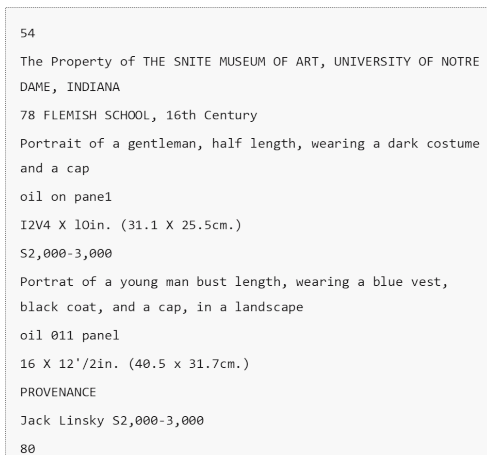 54
The Property of THE SNITE MUSEUM OF ART, UNIVERSITY OF NOTRE
DAME, INDIANA
78 FLEMISH SCHOOL, 16th Century
Portrait of a gentleman, half length, wearing a dark costume
and a cap
oil on pane1
I2V4 X lOin. (31.1 X 25.5cm.)
S2,000-3,000
Portrat of a young man bust length, wearing a blue vest,
black coat, and a cap, in a landscape
oil 011 panel
16 X 12'/2in. (40.5 x 31.7cm.)
PROVENANCE
Jack Linsky S2,000-3,000
80